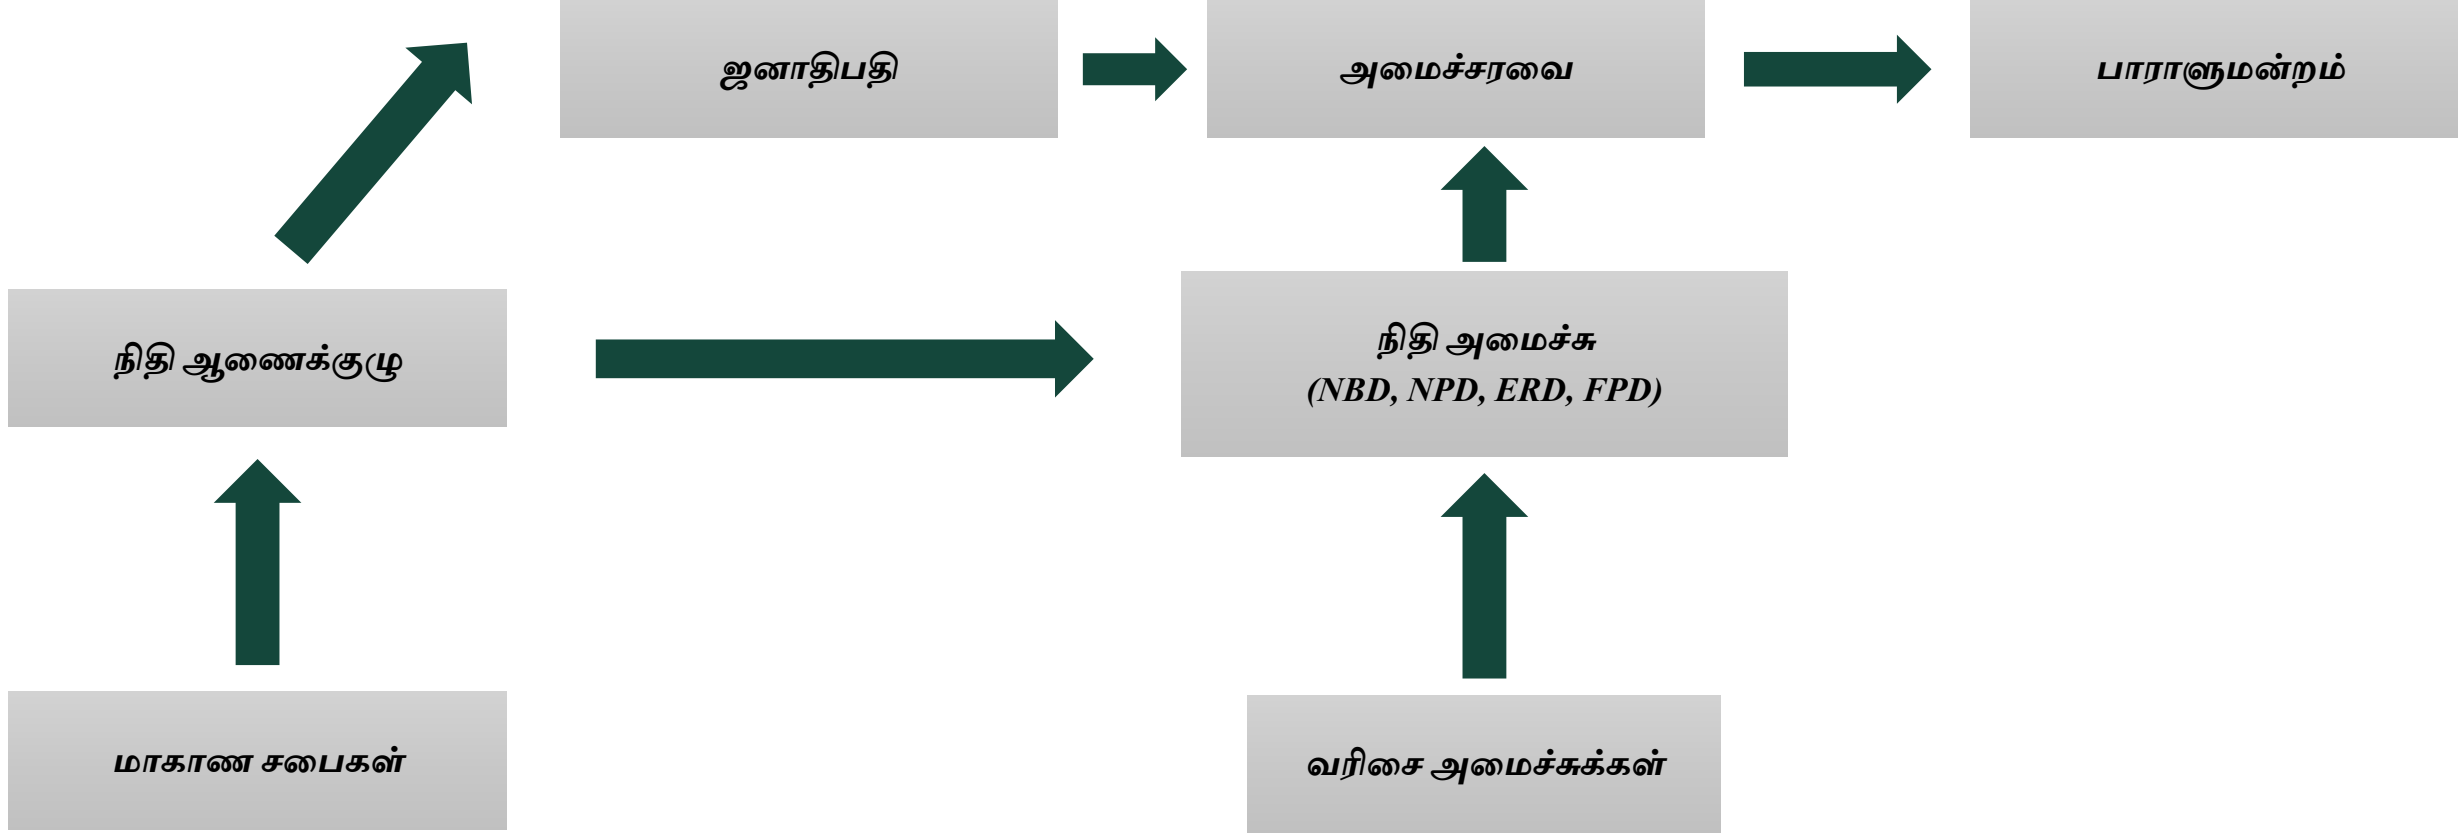 ஜனாதிபதி
அமைச்சரவை
பாராளுமன்றம்
நிதி ஆணைக்குழு
நிதி அமைச்சு
(NBD, NPD, ERD, FPD)
மாகாண சபைகள்
வரிசை அமைச்சுக்கள்